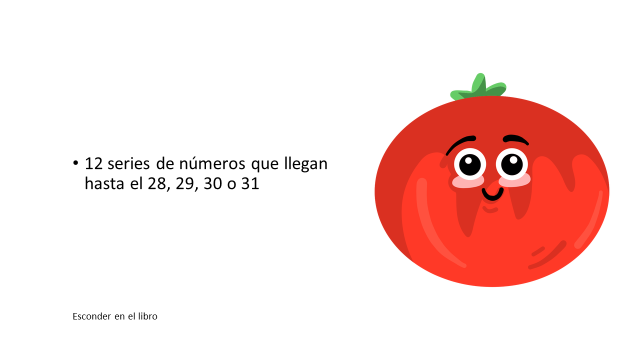 • 12 series de números que llegan
hasta el 28, 29, 30 o 31
Esconder en el libro